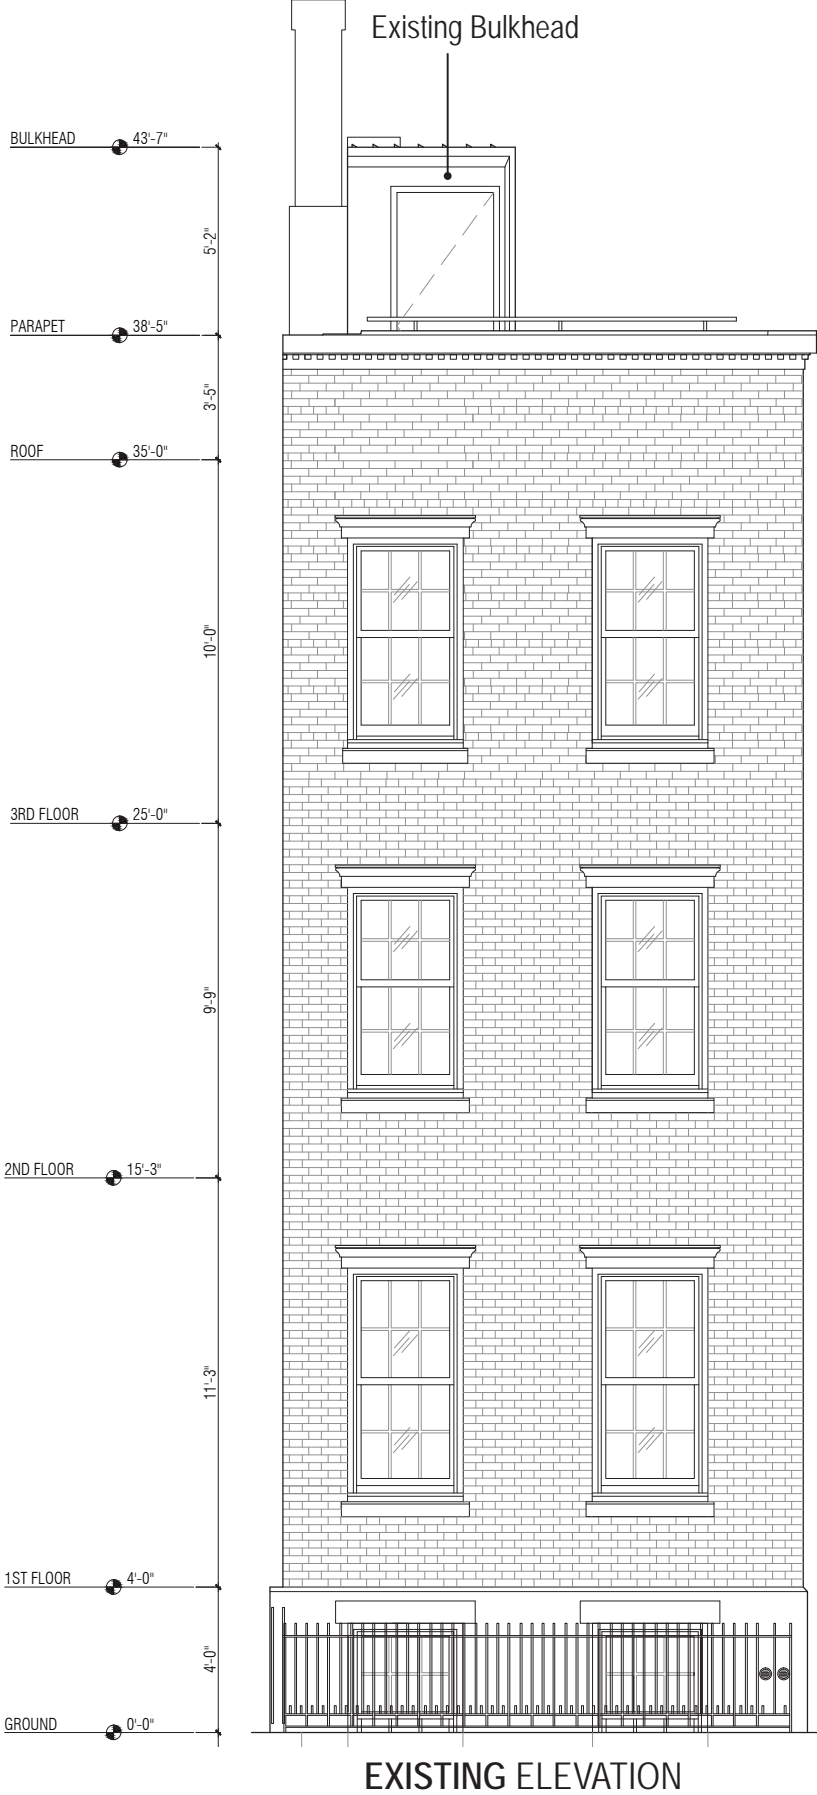 Existing Bulkhead
BULKHEAD 43'-7"
5'-2"
PARAPET 38'-5"
3'-5"
ROOF 35'-0"
10'-0"
3RD FLOOR 25'-0"
9'-9"
2ND FLOOR 15'-3"
11'-3"
1ST FLOOR 4'-0"
4'-0"
GROUND 0'-0"
EXISTING ELEVATION